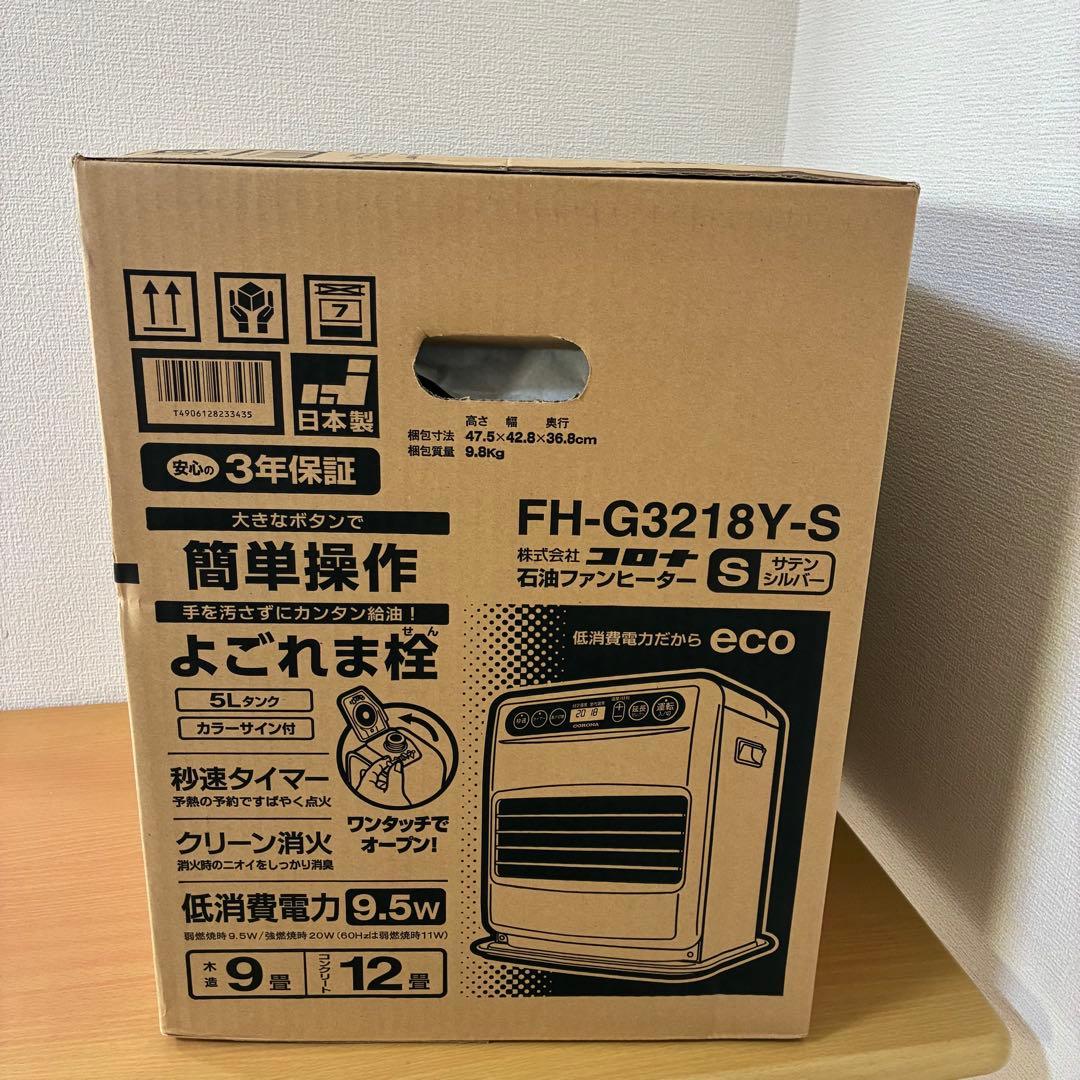 7
T4906128233435
日本製
高さ 幅 奥行
梱包寸法 47.5×42.8×36.8cm
梱包質量 9.8Kg
安心の 3年保証
大きなボタンで
簡単操作
手を汚さずにカンタン給油！
せん
よごれま栓
5Lタンク
カラーサイン付
ワンタッチで
オープン!
秒速タイマー
予熱の予約ですばやく点火
クリーン消火
消火時のニオイをしっかり消臭
低消費電力 9.5W
弱燃焼時9.5W/強燃焼時20W(60Hzは弱燃焼時11W)
木造 9畳 コンクリート 12畳
FH-G3218Y-S
株式会社 コロナ
石油ファンヒーター S サテンシルバー
低消費電力だから eco
20 18
延長
運転
CORONA